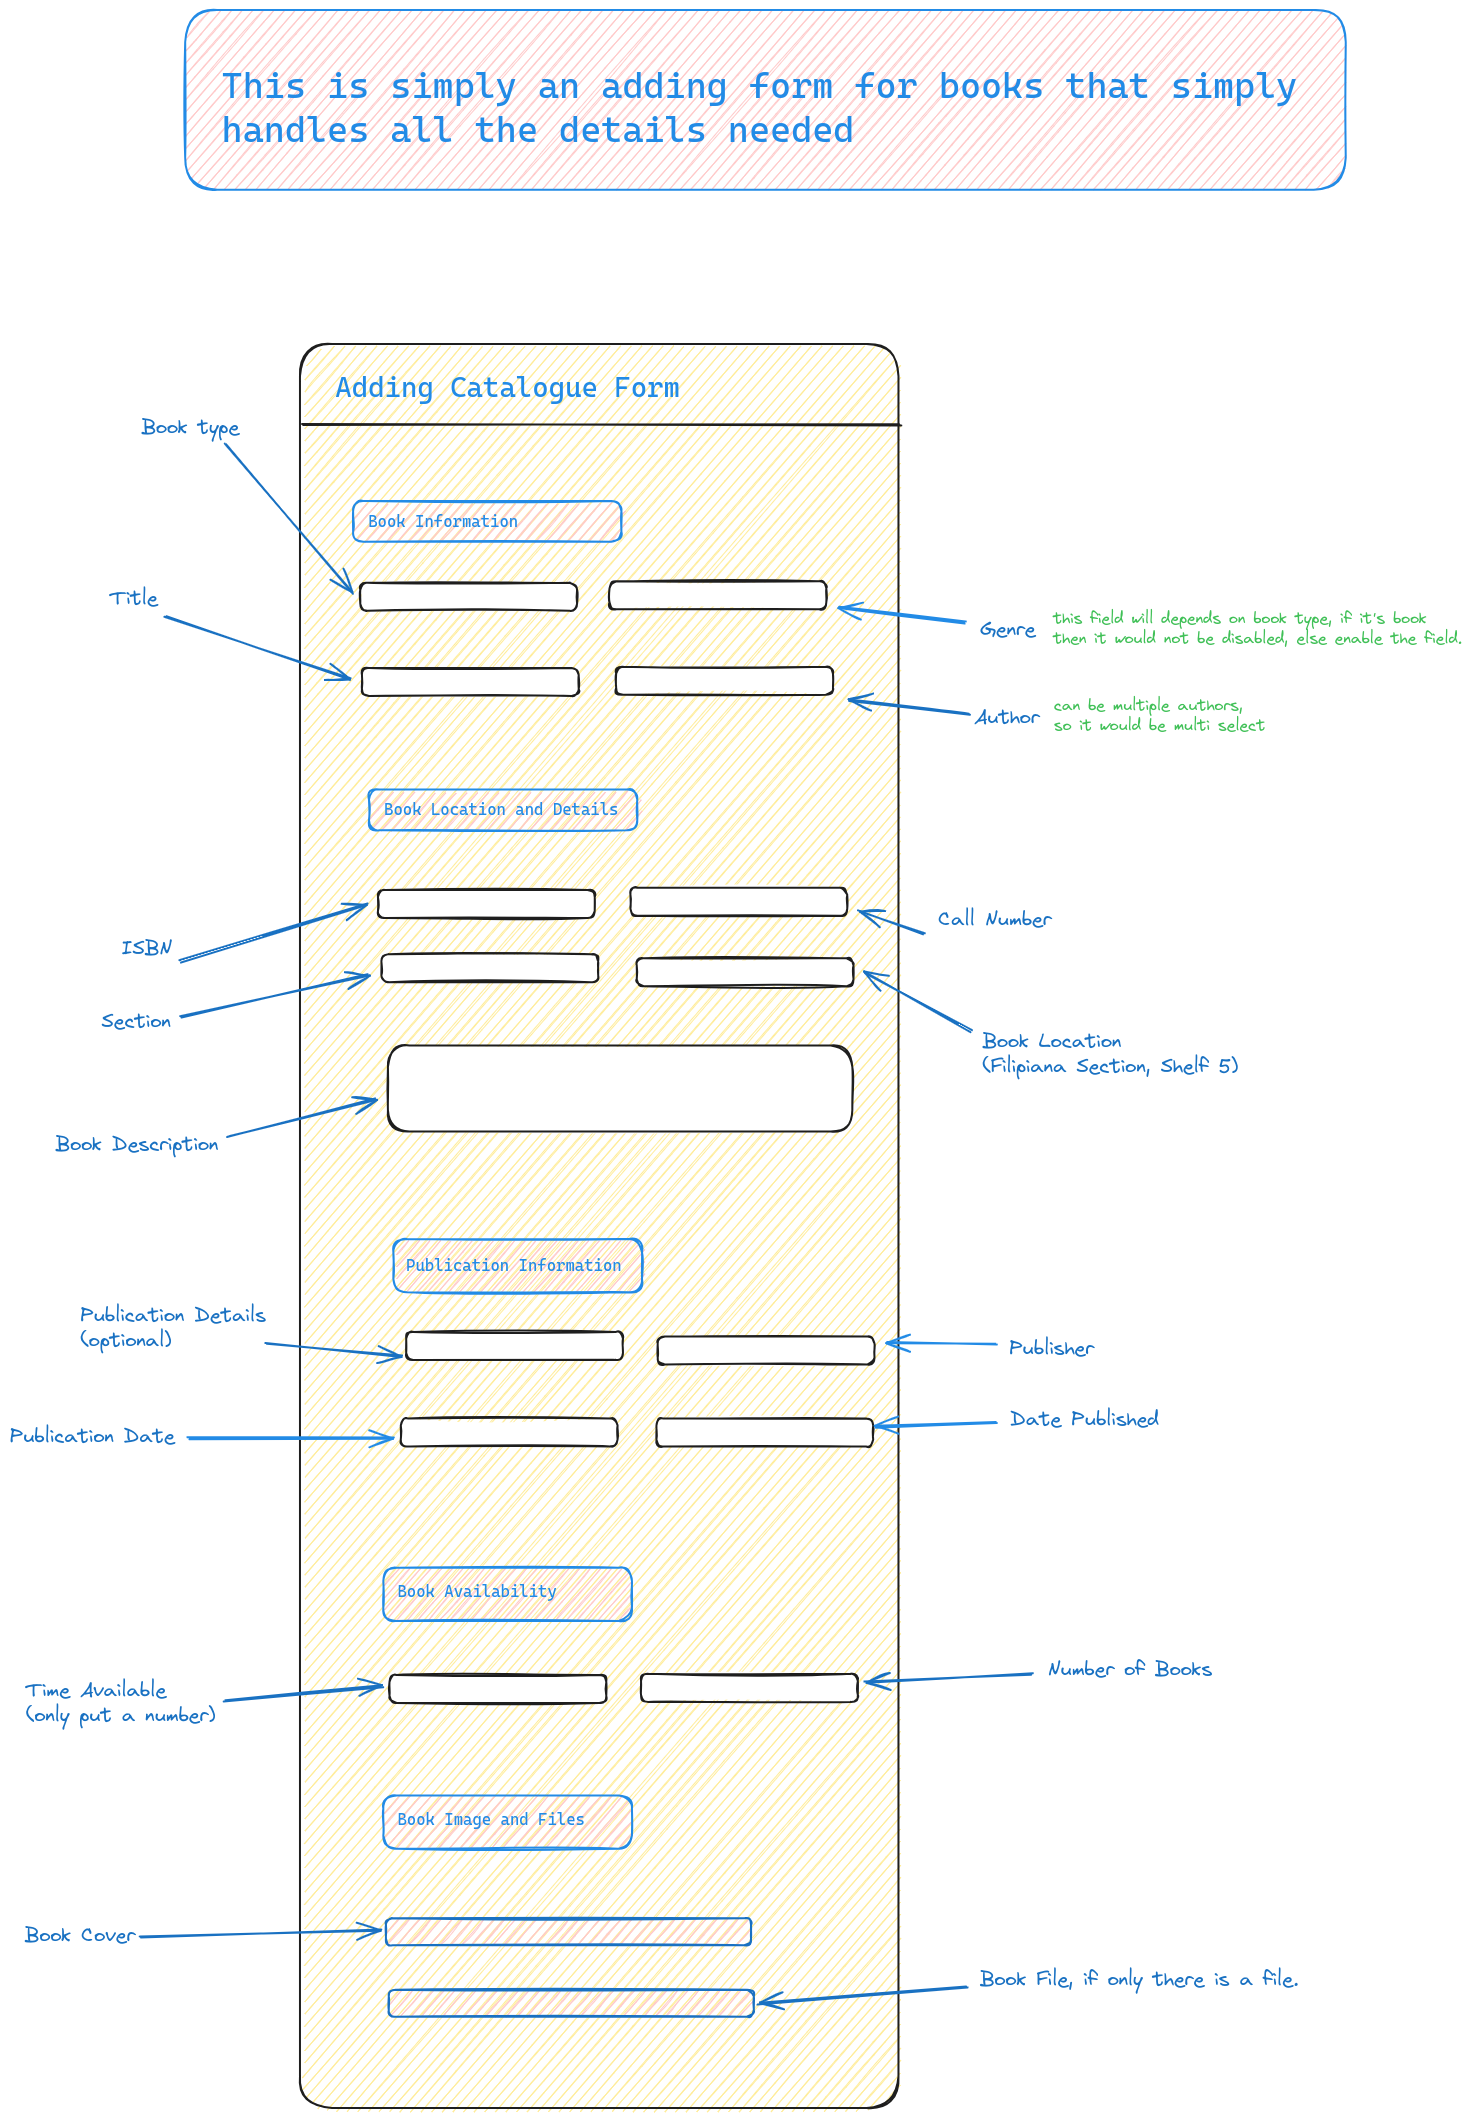 This is simply an adding form for books that simply
handles all the details needed
Adding Catalogue Form
Book type
Book Information
Title
Genre
this field will depends on book type, if it's book
then it would not be disabled, else enable the field.
Author
can be multiple authors,
so it would be multi select
Book Location and Details
ISBN
Call Number
Section
Book Location
(Filipiana Section, Shelf 5)
Book Description
Publication Information
Publication Details
(optional)
Publisher
Publication Date
Date Published
Book Availability
Time Available
(only put a number)
Number of Books
Book Image and Files
Book Cover
Book File, if only there is a file.